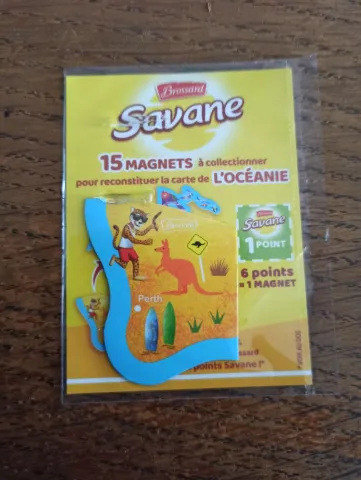 Brossard
Savane
15 MAGNETS à collectionner
pour reconstituer la carte de L'OCÉANIE
Brossard
Savane
1 POINT
6 points
= 1 MAGNET
Perth
ssard
points Savane !"